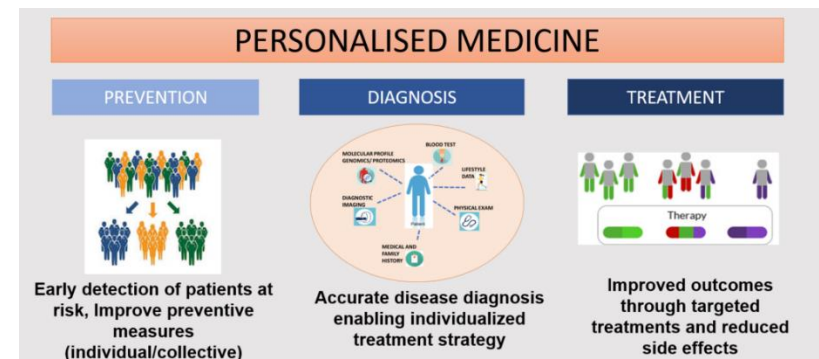 PERSONALISED MEDICINE
PREVENTION
DIAGNOSIS
TREATMENT
BLOOD TEST
MOLECULAR PROFILE
GENOMICS/ PROTEOMICS
LIFESTYLE
DATA
DIAGNOSTIC
IMAGING
PHYSICAL EXAM
Patient
MEDICAL AND
FAMILY
HISTORY
Therapy
Early detection of patients at
risk, Improve preventive
measures
(individual/collective)
Accurate disease diagnosis
enabling individualized
treatment strategy
Improved outcomes
through targeted
treatments and reduced
side effects